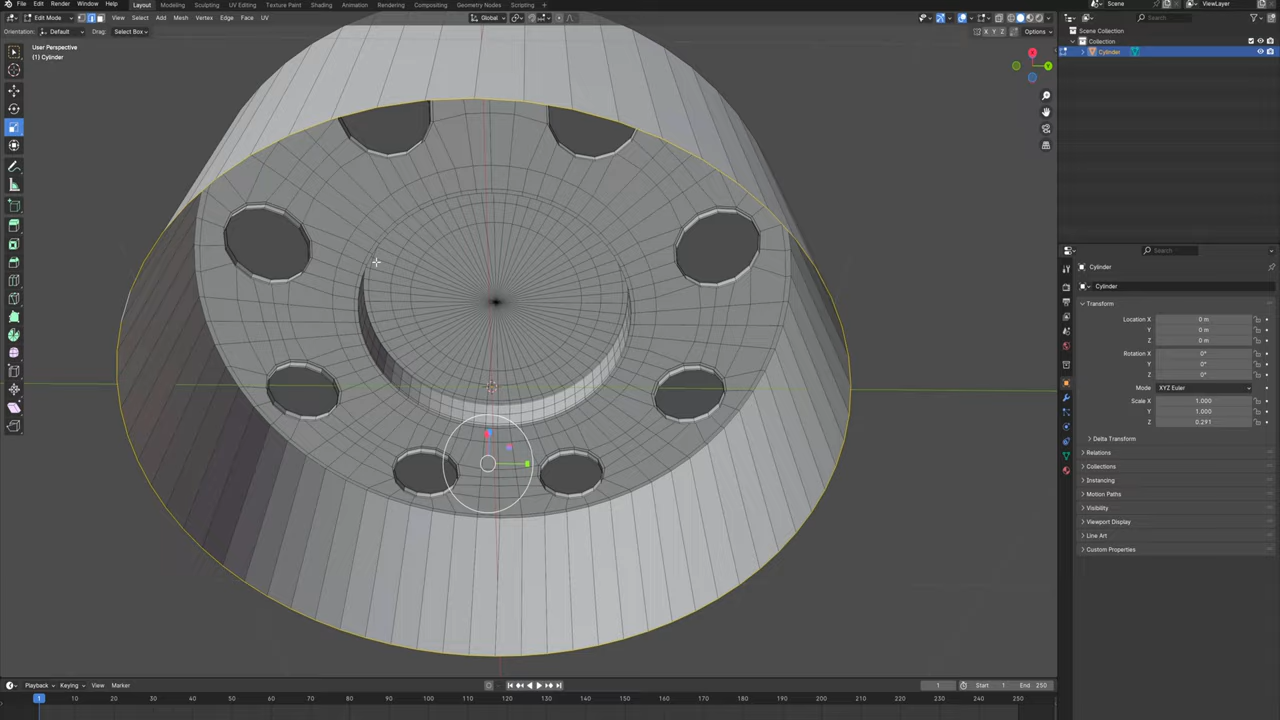 File Edit Render Window Help Layout Modeling Sculpting UV Editing Texture Paint Shading Animation Rendering Compositing Geometry Nodes Scripting Scene ViewLayer
Edit Mode View Select Add Mesh Vertex Edge Face UV Global Search
Orientation: Default Drag: Select Box X Y Z Options
Scene Collection
Collection
Cylinder
User Perspective
(1) Cylinder
X
Y
Search
Cylinder
Cylinder
Transform
Location X 0 m
Y 0 m
Z 0 m
Rotation X 0°
Y 0°
Z 0°
Mode XYZ Euler
Scale X 1.000
Y 1.000
Z 0.291
Delta Transform
Relations
Collections
Instancing
Motion Paths
Visibility
Viewport Display
Line Art
Custom Properties
Playback Keying View Marker 1 Start 1 End 250
1 10 20 30 40 50 60 70 80 90 100 110 120 130 140 150 160 170 180 190 200 210 220 230 240 250